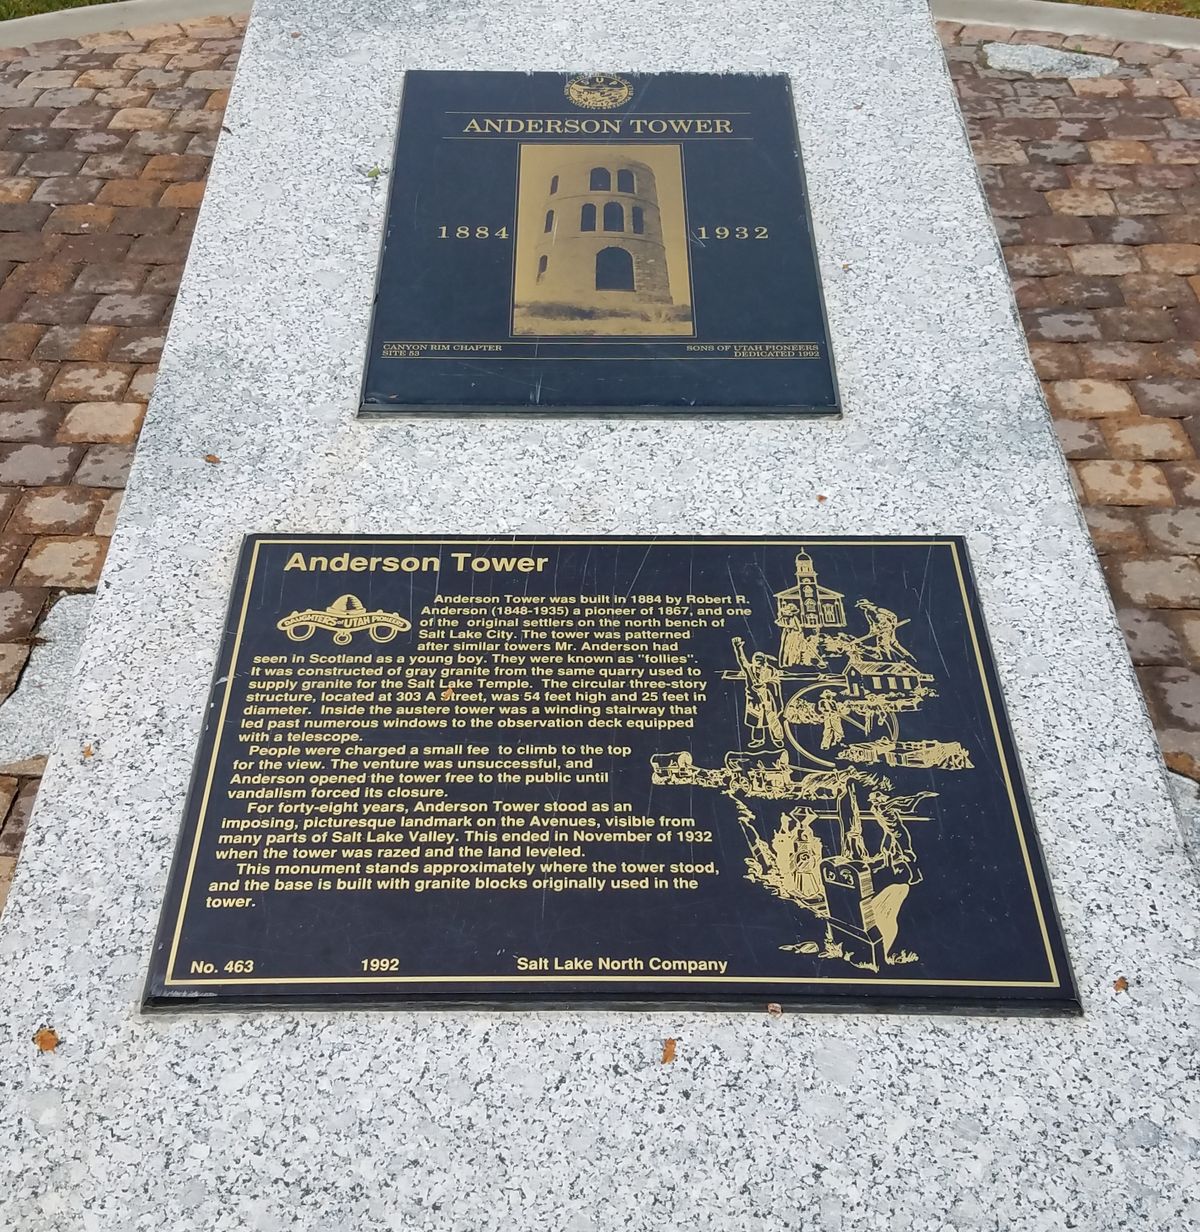 ANDERSON TOWER
1884 1932
CANYON RIM CHAPTER
SITE 53
SONS OF UTAH PIONEERS
DEDICATED 1992
Anderson Tower
DAUGHTERS OF UTAH PIONEERS
Anderson Tower was built in 1884 by Robert R.
Anderson (1848-1935) a pioneer of 1867, and one
of the original settlers on the north bench of
Salt Lake City. The tower was patterned
after similar towers Mr. Anderson had
seen in Scotland as a young boy. They were known as "follies".
It was constructed of gray granite from the same quarry used to
supply granite for the Salt Lake Temple. The circular three-story
structure, located at 303 A Street, was 54 feet high and 25 feet in
diameter. Inside the austere tower was a winding stairway that
led past numerous windows to the observation deck equipped
with a telescope.
People were charged a small fee to climb to the top
for the view. The venture was unsuccessful, and
Anderson opened the tower free to the public until
vandalism forced its closure.
For forty-eight years, Anderson Tower stood as an
imposing, picturesque landmark on the Avenues, visible from
many parts of Salt Lake Valley. This ended in November of 1932
when the tower was razed and the land leveled.
This monument stands approximately where the tower stood,
and the base is built with granite blocks originally used in the
tower.
No. 463 1992 Salt Lake North Company